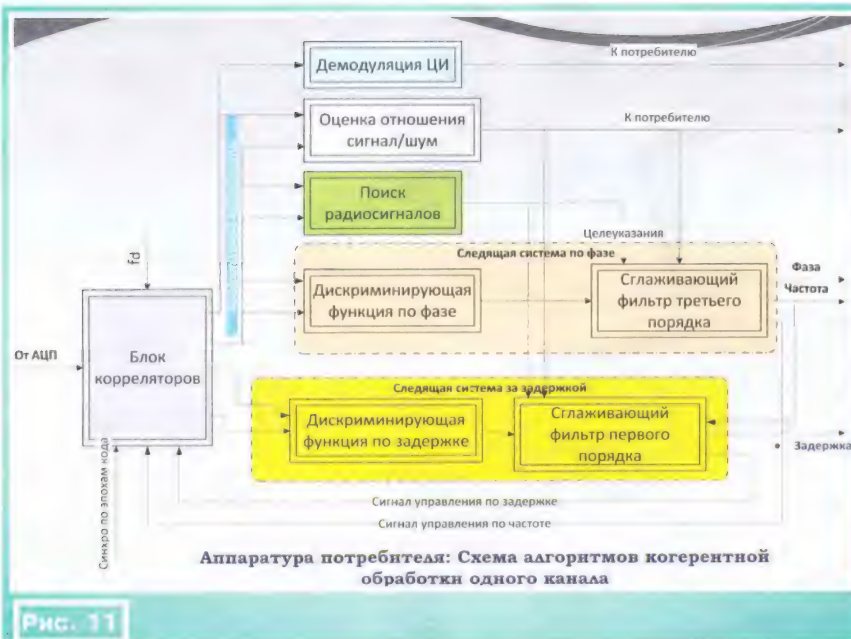 Демодуляция ЦИ
К потребителю
Оценка отношения
сигнал/шум
К потребителю
Поиск
радиосигналов
Целеуказания
Следящая система по фазе
fd
Дискриминирующая
функция по фазе
Сглаживающий
фильтр третьего
порядка
Фаза
Частота
От АЦП
Блок
корреляторов
Следящая система за задержкой
Дискриминирующая
функция по задержке
Сглаживающий
фильтр первого
порядка
Задержка
Синхро по эпохам кода
Сигнал управления по задержке
Сигнал управления по частоте
Аппаратура потребителя: Схема алгоритмов когерентной
обработки одного канала
Рис. 11